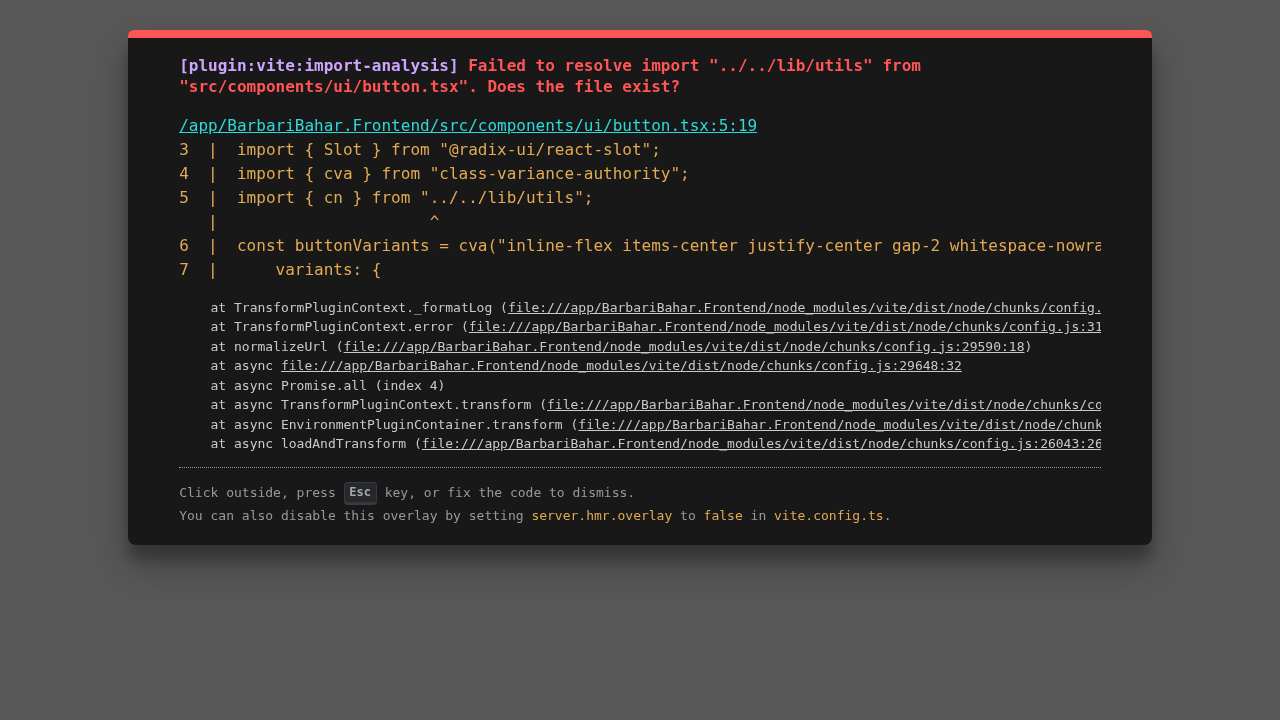 [plugin:vite:import-analysis] Failed to resolve import "../../lib/utils" from
"src/components/ui/button.tsx". Does the file exist?
/app/BarbariBahar.Frontend/src/components/ui/button.tsx:5:19
3  |  import { Slot } from "@radix-ui/react-slot";
4  |  import { cva } from "class-variance-authority";
5  |  import { cn } from "../../lib/utils";
   |                      ^
6  |  const buttonVariants = cva("inline-flex items-center justify-center gap-2 whitespace-nowra
7  |      variants: {
    at TransformPluginContext._formatLog (file:///app/BarbariBahar.Frontend/node_modules/vite/dist/node/chunks/config.
    at TransformPluginContext.error (file:///app/BarbariBahar.Frontend/node_modules/vite/dist/node/chunks/config.js:31
    at normalizeUrl (file:///app/BarbariBahar.Frontend/node_modules/vite/dist/node/chunks/config.js:29590:18)
    at async file:///app/BarbariBahar.Frontend/node_modules/vite/dist/node/chunks/config.js:29648:32
    at async Promise.all (index 4)
    at async TransformPluginContext.transform (file:///app/BarbariBahar.Frontend/node_modules/vite/dist/node/chunks/co
    at async EnvironmentPluginContainer.transform (file:///app/BarbariBahar.Frontend/node_modules/vite/dist/node/chunk
    at async loadAndTransform (file:///app/BarbariBahar.Frontend/node_modules/vite/dist/node/chunks/config.js:26043:26
Click outside, press Esc key, or fix the code to dismiss.
You can also disable this overlay by setting server.hmr.overlay to false in vite.config.ts.